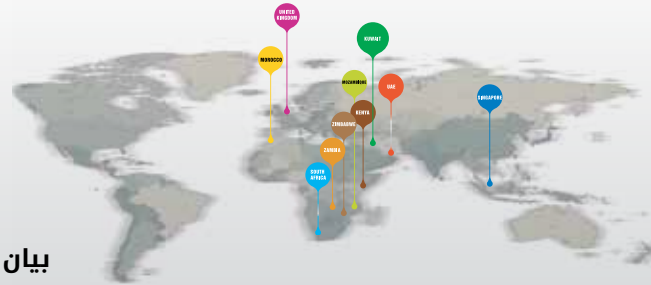 UNITED
KINGDOM
KUWAIT
MOROCCO
MOZAMBIQUE
UAE
SINGAPORE
KENYA
ZIMBABWE
ZAMBIA
SOUTH
AFRICA
بيان